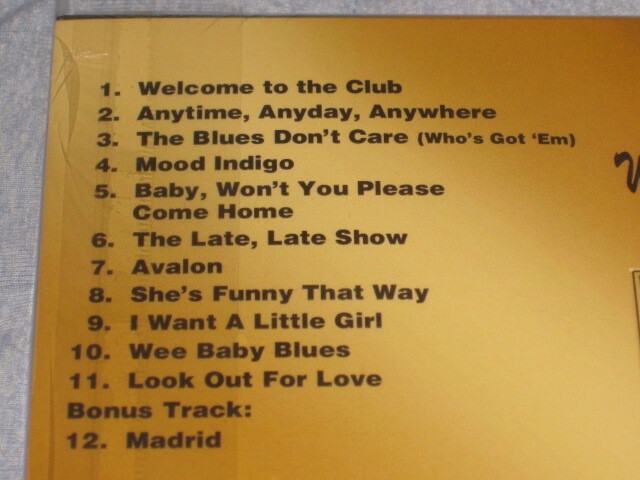 1. Welcome to the Club
2. Anytime, Anyday, Anywhere
3. The Blues Don't Care (Who's Got 'Em)
4. Mood Indigo
5. Baby, Won't You Please
Come Home
6. The Late, Late Show
7. Avalon
8. She's Funny That Way
9. I Want A Little Girl
10. Wee Baby Blues
11. Look Out For Love
Bonus Track:
12. Madrid